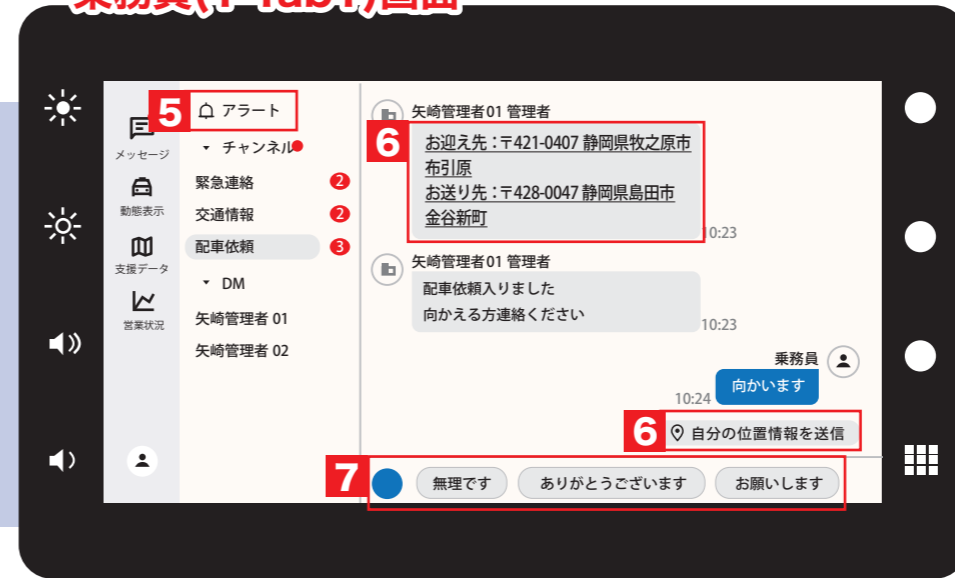 乗務員(Y-Tab1)画面
5
アラート
メッセージ
チャンネル
緊急連絡 2
動態表示
交通情報 2
配車依頼 3
支援データ
DM
矢崎管理者 01
営業状況
矢崎管理者 02
矢崎管理者01 管理者
6
お迎え先:〒421-0407 静岡県牧之原市
布引原
お送り先:〒428-0047 静岡県島田市
金谷新町
10:23
矢崎管理者01 管理者
配車依頼入りました
向かえる方連絡ください
10:23
乗務員
向かいます
10:24
6 自分の位置情報を送信
7 無理です ありがとうございます お願いします